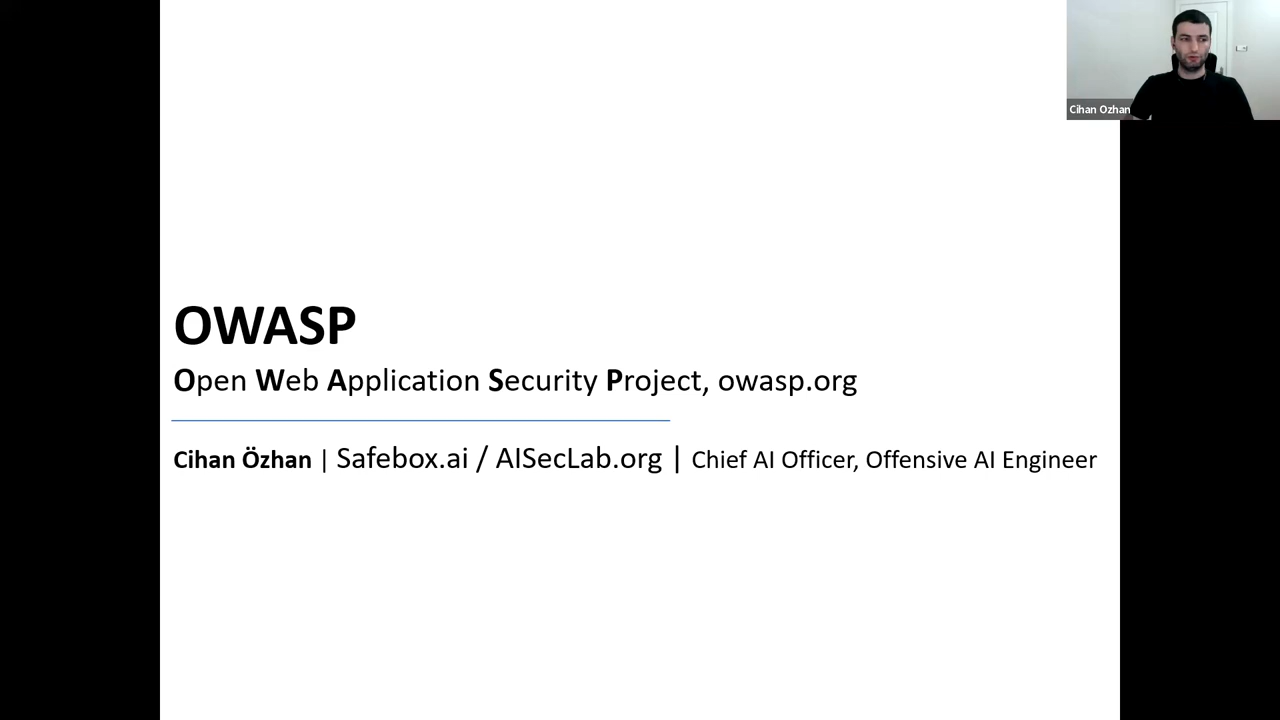 Cihan Ozhan
OWASP
Open Web Application Security Project, owasp.org
Cihan Özhan | Safebox.ai / AISecLab.org | Chief AI Officer, Offensive AI Engineer